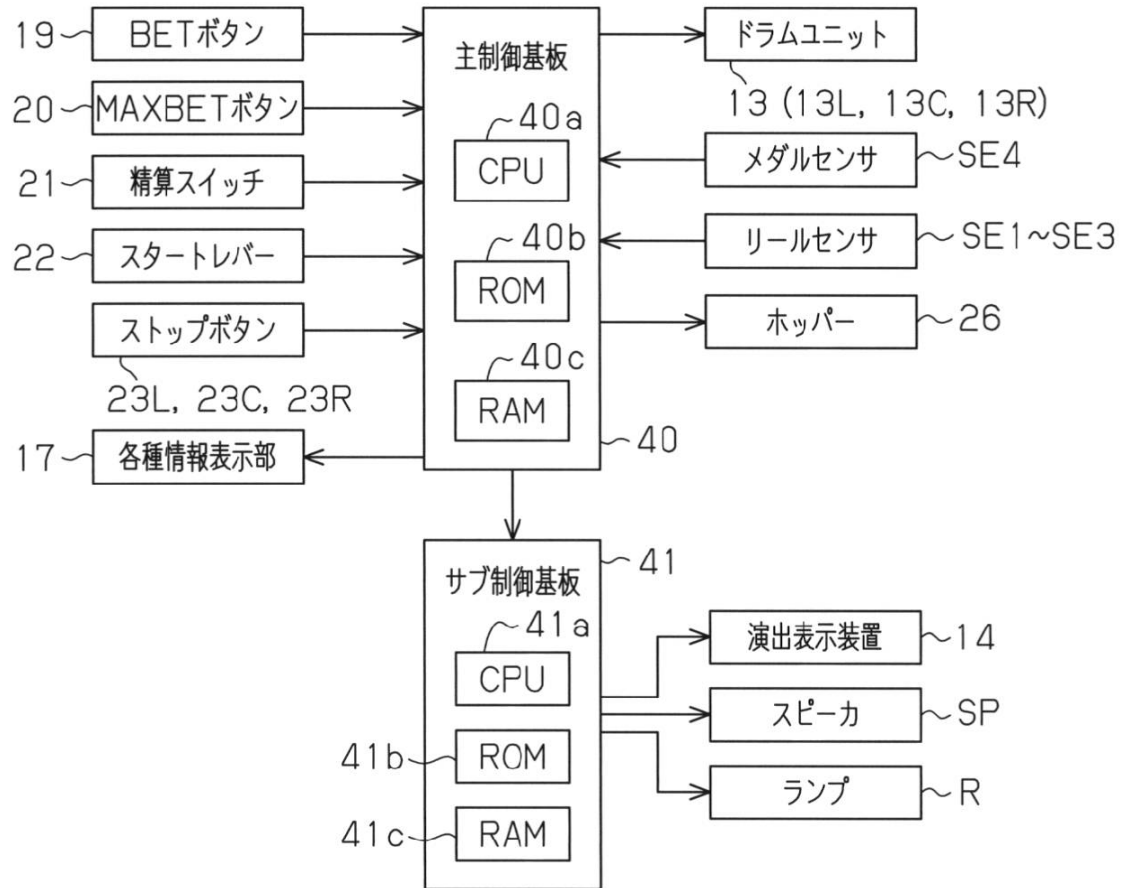 19
BETボタン
20
MAXBETボタン
21
精算スイッチ
22
スタートレバー
ストップボタン
23L, 23C, 23R
17
各種情報表示部
主制御基板
40a
CPU
40b
ROM
40c
RAM
40
ドラムユニット
13 (13L, 13C, 13R)
メダルセンサ
SE4
リールセンサ
SE1~SE3
ホッパー
26
サブ制御基板
41
41a
CPU
41b
ROM
41c
RAM
演出表示装置
14
スピーカ
SP
ランプ
R